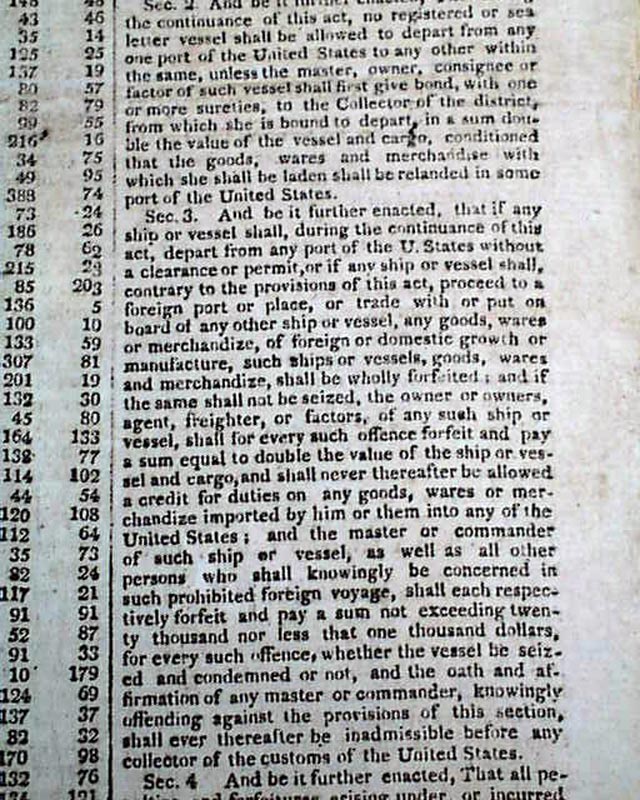 148 48
43 46
35 14
125 25
137 19
80 57
82 79
99 55
216 16
34 75
49 95
388 74
73 24
186 26
78 62
215 23
85 203
136 5
100 10
133 59
307 81
201 19
132 30
45 80
164 133
138 77
114 102
44 54
120 108
112 64
35 73
82 24
117 21
91 91
52 87
91 33
10 179
124 69
137 37
82 32
170 98
132 76
121
Sec. 2. And be it further enacted,
the continuance of this act, no registered or sea
letter vessel shall be allowed to depart from any
one port of the United States to any other within
the same, unless the master, owner, consignee or
factor of such vessel shall first give bond, with one
or more sureties, to the Collector of the district,
from which she is bound to depart, in a sum dou-
ble the value of the vessel and cargo, conditioned
that the goods, wares and merchandise with
which she shall be laden shall be relanded in some
port of the United States.
Sec. 3. And be it further enacted, that if any
ship or vessel shall, during the continuance of this
act, depart from any port of the U. States without
a clearance or permit, or if any ship or vessel shall,
contrary to the provisions of this act, proceed to a
foreign port or place, or trade with or put on
board of any other ship or vessel, any goods, wares
or merchandize, of foreign or domestic growth or
manufacture, such ships or vessels, goods, wares
and merchandize, shall be wholly forfeited ; and if
the same shall not be seized, the owner or owners,
agent, freighter, or factors, of any sush ship or
vessel, shall for every such offence forfeit and pay
a sum equal to double the value of the ship or ves-
sel and cargo, and shall never thereafter be allowed
a credit for duties on any goods, wares or mer-
chandize imported by him or them into any of the
United States ; and the master or commander
of such ship or vessel, as well as all other
persons who shall knowingly be concerned in
such prohibited foreign voyage, shall each respec-
tively forfeit and pay a sum not exceeding twen-
ty thousand nor less that one thousand dollars,
for every such offence, whether the vessel be seiz-
ed and condemned or not, and the oath and af-
firmation of any master or commander, knowingly
offending against the provisions of this section,
shall ever thereafter be inadmissible before any
collector of the customs of the United States.
Sec. 4 And be it further enacted, That all pe-
and forfeitures arising under, or incurred